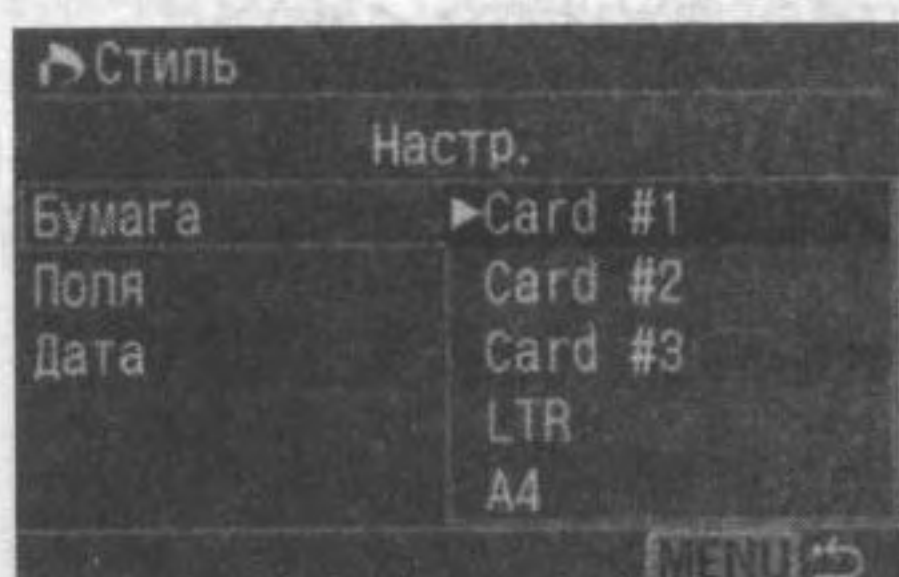 Стиль
Настр.
Бумага ►Card #1
Поля Card #2
Дата Card #3
LTR
A4
MENU